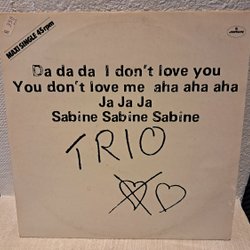 MAXI SINGLE 45 rpm
Da da da I don't love you
You don't love me aha aha aha
Ja Ja Ja
Sabine Sabine Sabine
TRIO